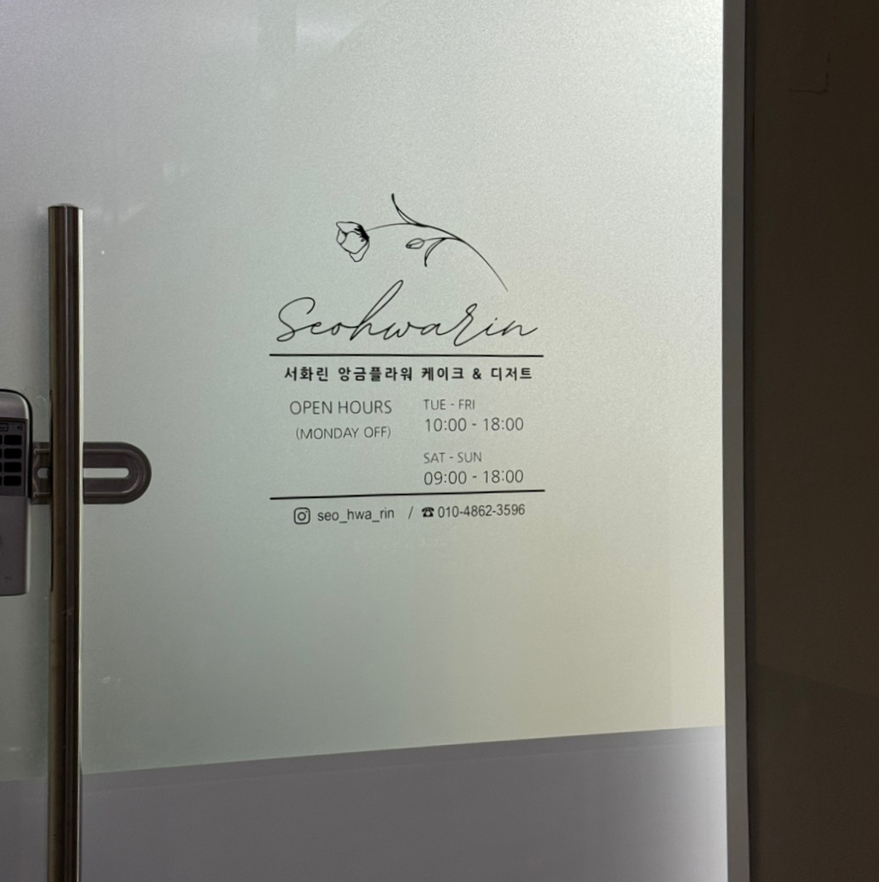 Seohwarin
서화린 앙금플라워 케이크 & 디저트
OPEN HOURS
(MONDAY OFF)
TUE - FRI
10:00 - 18:00
SAT - SUN
09:00 - 18:00
seo_hwa_rin / ☎ 010-4862-3596